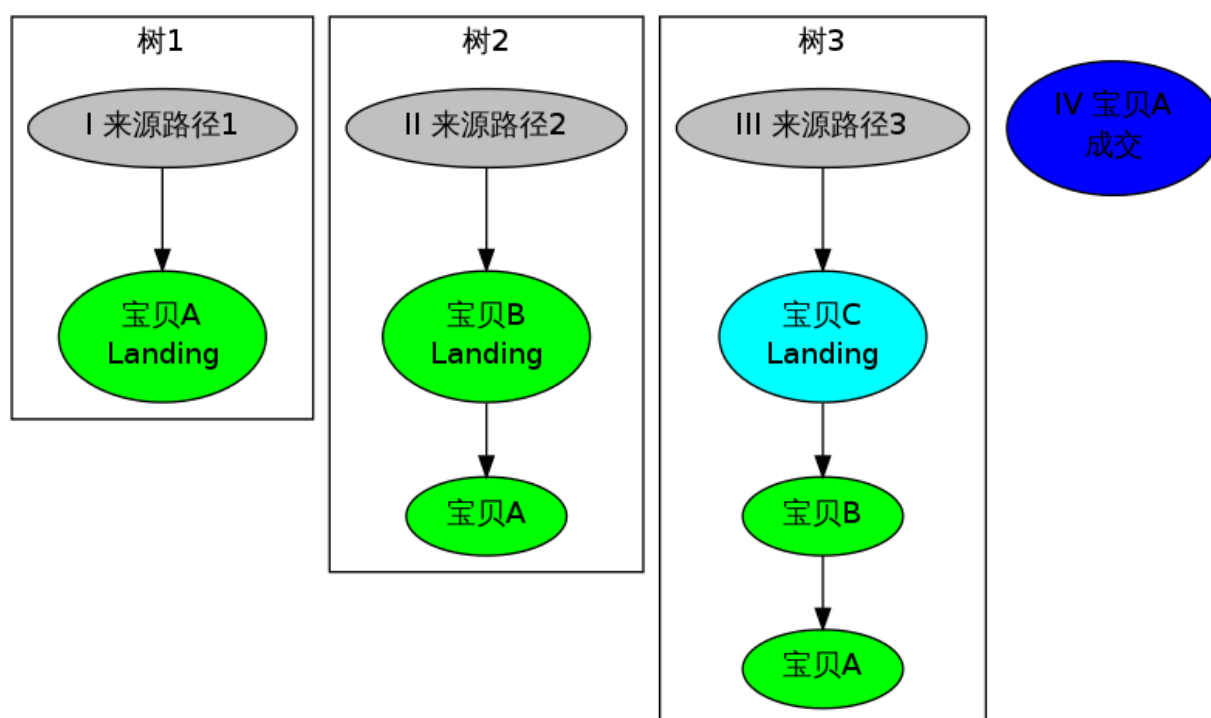 树1
I 来源路径1
宝贝A
Landing
树2
II 来源路径2
宝贝B
Landing
宝贝A
树3
III 来源路径3
宝贝C
Landing
宝贝B
宝贝A
IV 宝贝A
成交